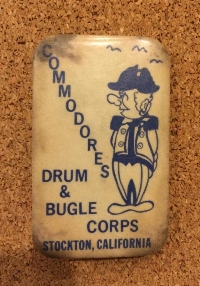 COMMODORES
DRUM
&
BUGLE
CORPS
STOCKTON, CALIFORNIA